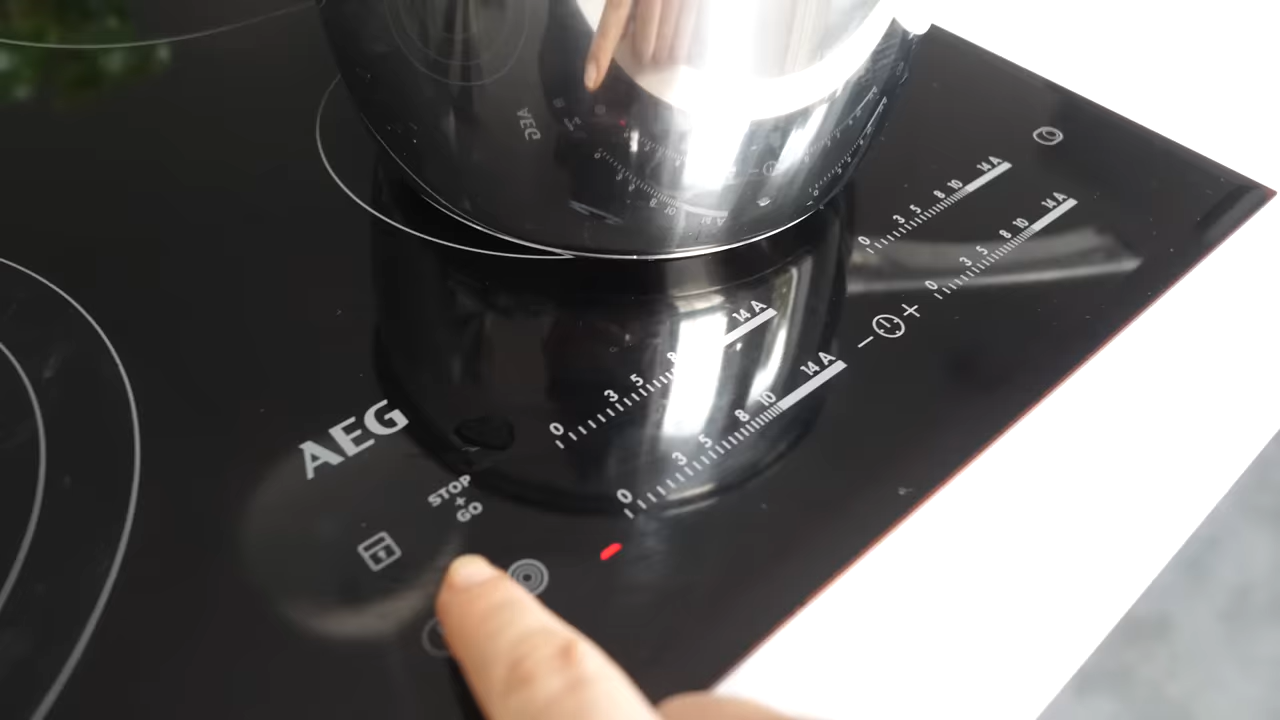 AEG
STOP
+
GO
0 3 5 8 14 A
0 3 5 8 10 14 A
− +
0 3 5 8 10 14 A
0 3 5 8 10 14 A